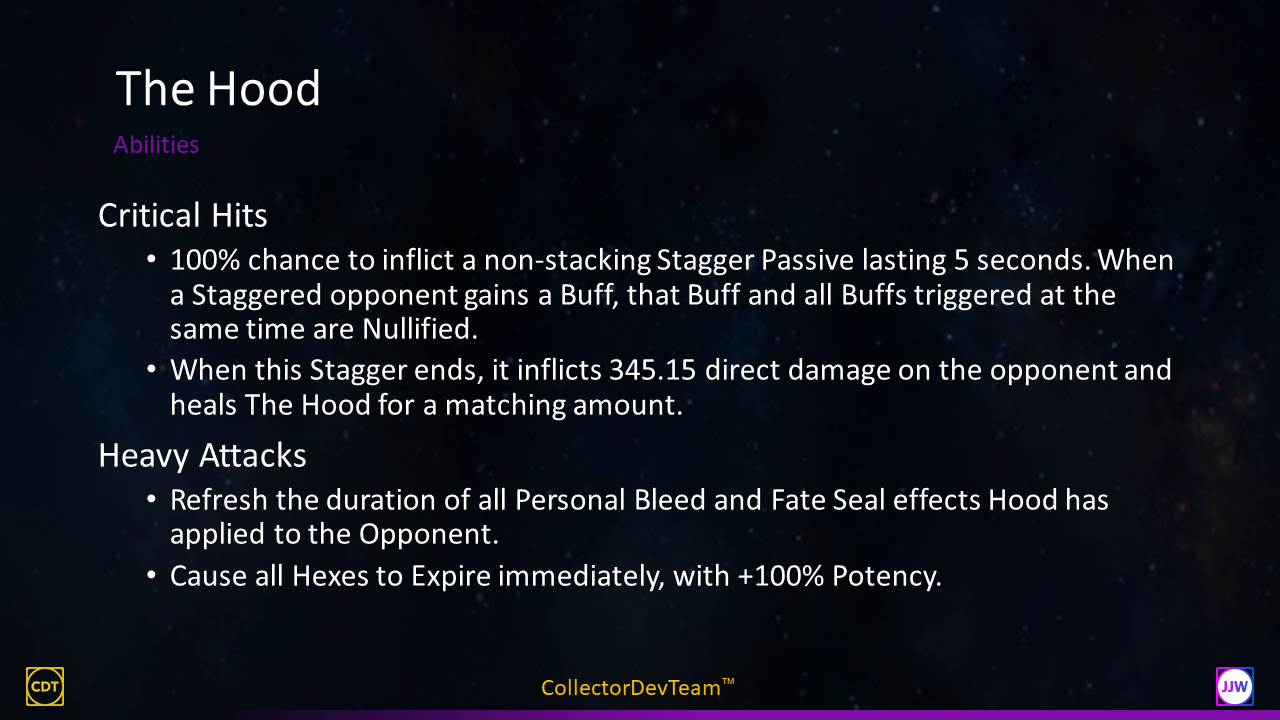 The Hood
Abilities
Critical Hits
• 100% chance to inflict a non-stacking Stagger Passive lasting 5 seconds. When
a Staggered opponent gains a Buff, that Buff and all Buffs triggered at the
same time are Nullified.
• When this Stagger ends, it inflicts 345.15 direct damage on the opponent and
heals The Hood for a matching amount.
Heavy Attacks
• Refresh the duration of all Personal Bleed and Fate Seal effects Hood has
applied to the Opponent.
• Cause all Hexes to Expire immediately, with +100% Potency.
CDT
CollectorDevTeam™
JJW